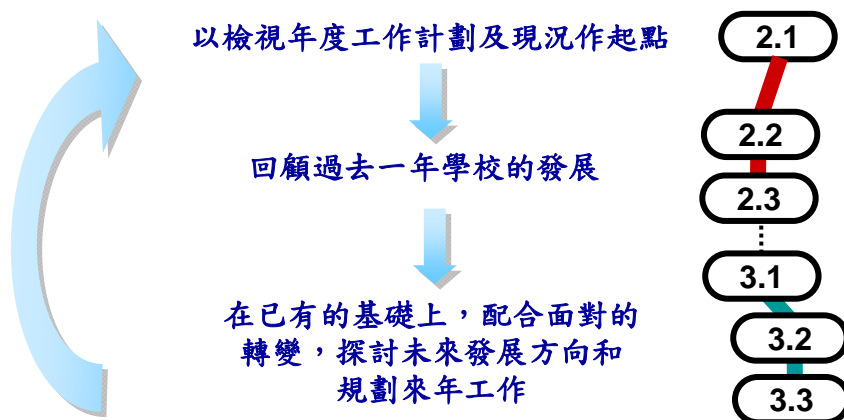 以檢視年度工作計劃及現況作起點
2.1
2.2
回顧過去一年學校的發展
2.3
3.1
在已有的基礎上，配合面對的
轉變，探討未來發展方向和
規劃來年工作
3.2
3.3